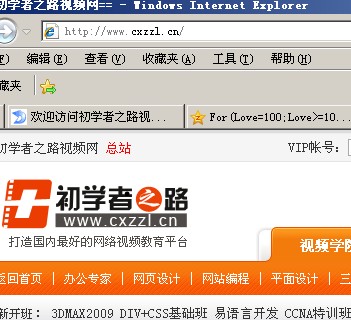 初学者之路视频网== - Windows Internet Explorer
http://www.cxzzl.cn/
(F) 编辑(E) 查看(V) 收藏夹(A) 工具(T) 帮助(H)
藏夹
欢迎访问初学者之路视... For(Love=100;Love>=10...
初学者之路视频网 总站 VIP帐号:
初学者之路
www.cxzzl.cn
打造国内最好的网络视频教育平台
视频学院
返回首页 | 办公专家 | 网页设计 | 网站编程 | 平面设计 | 三
新开班: 3DMAX2009 DIV+CSS基础班 易语言开发 CCNA特训班